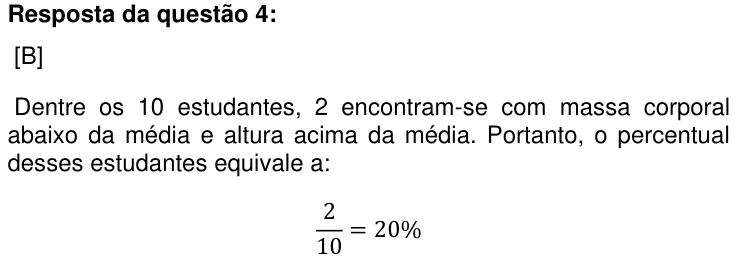 Resposta da questão 4:
[B]
Dentre os 10 estudantes, 2 encontram-se com massa corporal
abaixo da média e altura acima da média. Portanto, o percentual
desses estudantes equivale a:
2/10 = 20%